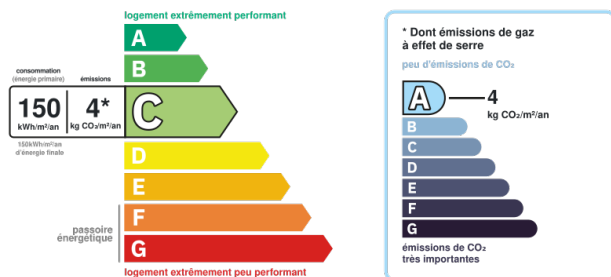 logement extrêmement performant
consommation
(énergie primaire)
émissions
150
kWh/m²/an
4*
kg CO₂/m²/an
150kWh/m²/an
d'énergie finale
A
B
C
D
E
F
G
passoire
énergétique
logement extrêmement peu performant
* Dont émissions de gaz
à effet de serre
peu d'émissions de CO₂
A
4
kg CO₂/m²/an
B
C
D
E
F
G
émissions de CO₂
très importantes